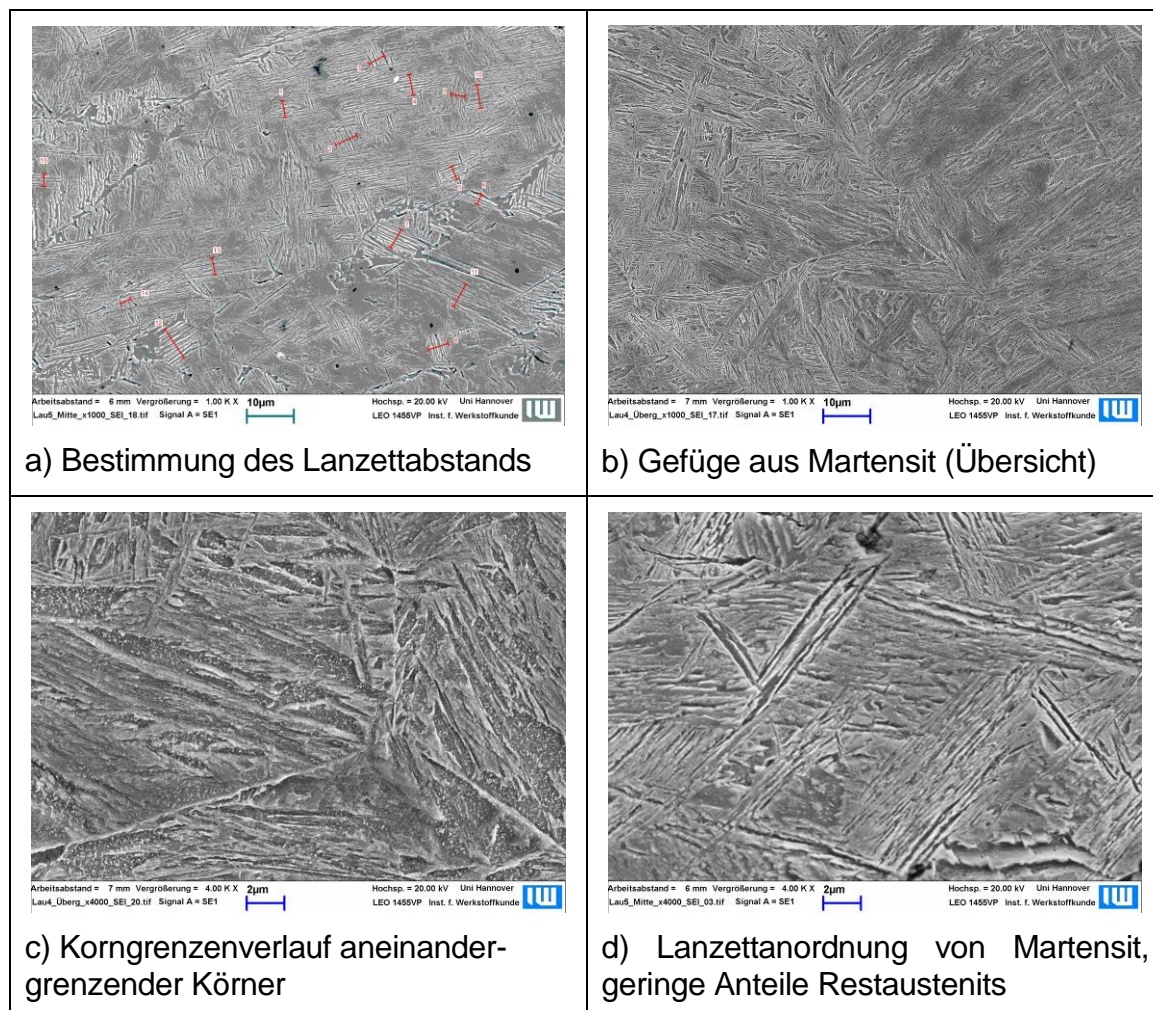 Arbeitsabstand = 6 mm Vergrößerung = 1.00 K X 10µm Hochsp. = 20.00 kV Uni Hannover
Lau5_Mitte_x1000_SEI_18.tif Signal A = SE1 LEO 1455VP Inst. f. Werkstoffkunde
a) Bestimmung des Lanzettabstands
Arbeitsabstand = 7 mm Vergrößerung = 1.00 K X 10µm Hochsp. = 20.00 kV Uni Hannover
Lau4_Überg_x1000_SEI_17.tif Signal A = SE1 LEO 1455VP Inst. f. Werkstoffkunde
b) Gefüge aus Martensit (Übersicht)
Arbeitsabstand = 7 mm Vergrößerung = 4.00 K X 2µm Hochsp. = 20.00 kV Uni Hannover
Lau4_Überg_x4000_SEI_20.tif Signal A = SE1 LEO 1455VP Inst. f. Werkstoffkunde
c) Korngrenzenverlauf aneinander-
grenzender Körner
Arbeitsabstand = 6 mm Vergrößerung = 4.00 K X 2µm Hochsp. = 20.00 kV Uni Hannover
Lau5_Mitte_x4000_SEI_03.tif Signal A = SE1 LEO 1455VP Inst. f. Werkstoffkunde
d) Lanzettanordnung von Martensit,
geringe Anteile Restaustenits